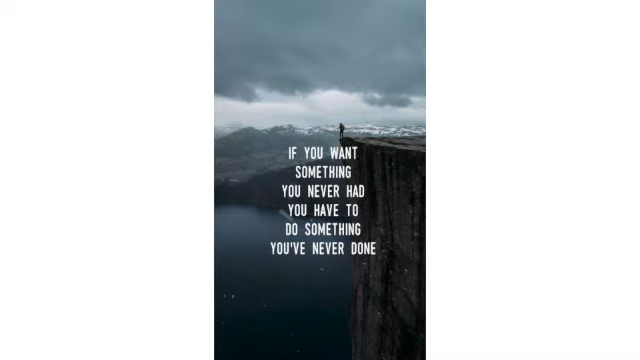 IF YOU WANT
SOMETHING
YOU NEVER HAD
YOU HAVE TO
DO SOMETHING
YOU'VE NEVER DONE